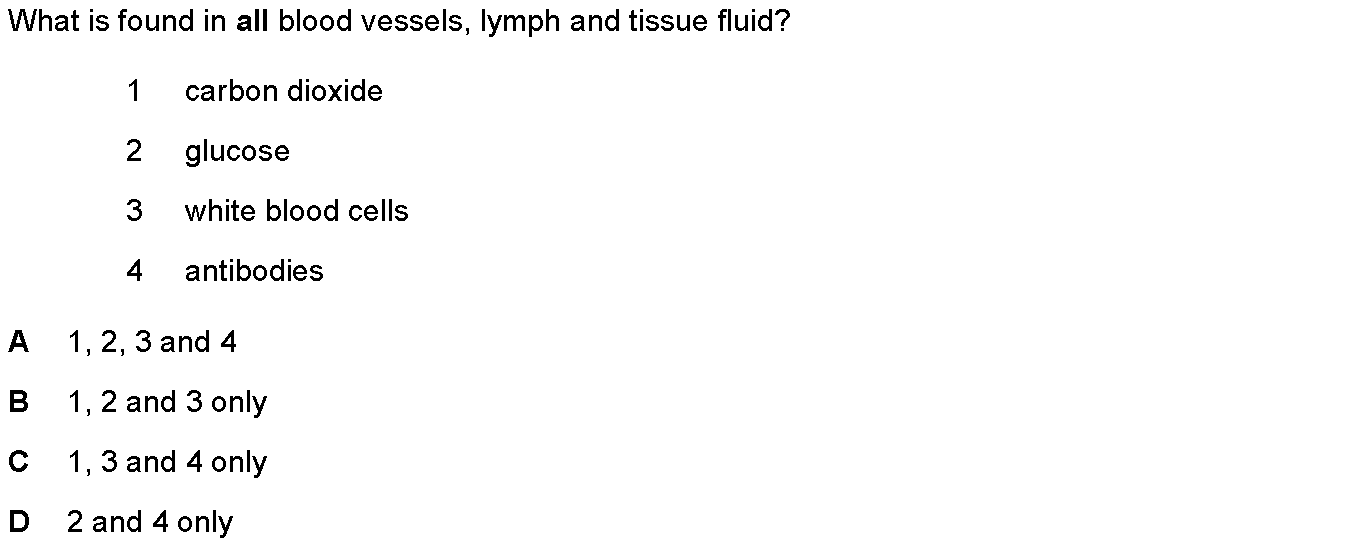 What is found in all blood vessels, lymph and tissue fluid?
1 carbon dioxide
2 glucose
3 white blood cells
4 antibodies
A 1, 2, 3 and 4
B 1, 2 and 3 only
C 1, 3 and 4 only
D 2 and 4 only